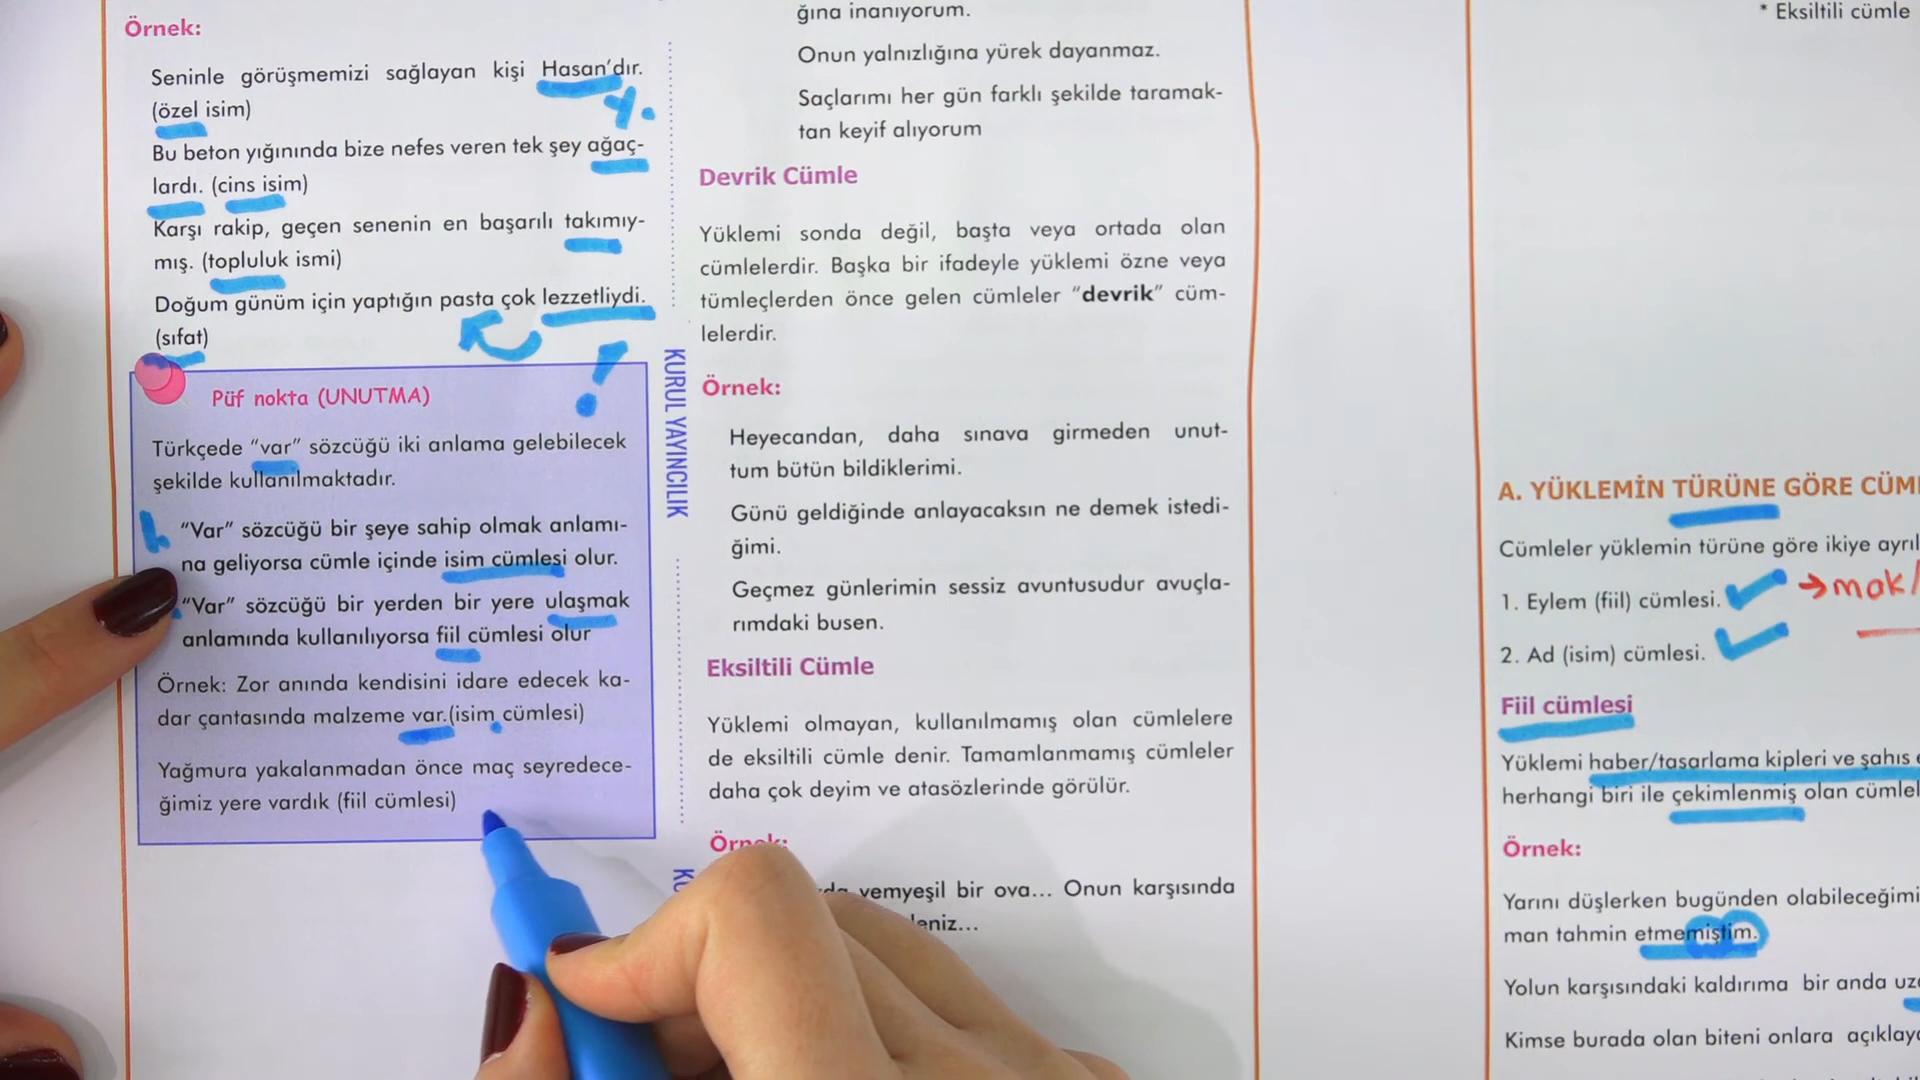 Örnek:
Seninle görüşmemizi sağlayan kişi Hasan'dır.
(özel isim)
Bu beton yığınında bize nefes veren tek şey ağaç-
lardı. (cins isim)
Karşı rakip, geçen senenin en başarılı takımıy-
mış. (topluluk ismi)
Doğum günüm için yaptığın pasta çok lezzetliydi.
(sıfat)
Püf nokta (UNUTMA)
!
Türkçede “var” sözcüğü iki anlama gelebilecek
şekilde kullanılmaktadır.
“Var” sözcüğü bir şeye sahip olmak anlamı-
na geliyorsa cümle içinde isim cümlesi olur.
“Var” sözcüğü bir yerden bir yere ulaşmak
anlamında kullanılıyorsa fiil cümlesi olur
Örnek: Zor anında kendisini idare edecek ka-
dar çantasında malzeme var.(isim cümlesi)
Yağmura yakalanmadan önce maç seyredece-
ğimiz yere vardık (fiil cümlesi)
KURUL YAYINCILIK
ğına inanıyorum.
Onun yalnızlığına yürek dayanmaz.
Saçlarımı her gün farklı şekilde taramak-
tan keyif alıyorum
Devrik Cümle
Yüklemi sonda değil, başta veya ortada olan
cümlelerdir. Başka bir ifadeyle yüklemi özne veya
tümleçlerden önce gelen cümleler “devrik” cüm-
lelerdir.
Örnek:
Heyecandan, daha sınava girmeden unut-
tum bütün bildiklerimi.
Günü geldiğinde anlayacaksın ne demek istedi-
ğimi.
Geçmez günlerimin sessiz avuntusudur avuçla-
rımdaki busen.
Eksiltili Cümle
Yüklemi olmayan, kullanılmamış olan cümlelere
de eksiltili cümle denir. Tamamlanmamış cümleler
daha çok deyim ve atasözlerinde görülür.
Örnek:
yemyeşil bir ova... Onun karşısında
* Eksiltili cümle
A. YÜKLEMİN TÜRÜNE GÖRE CÜM
Cümleler yüklemin türüne göre ikiye ayrıl
1. Eylem (fiil) cümlesi. → mak/
2. Ad (isim) cümlesi.
Fiil cümlesi
Yüklemi haber/tasarlama kipleri ve şahıs
herhangi biri ile çekimlenmiş olan cümlel
Örnek:
Yarını düşlerken bugünden olabileceğimi
man tahmin etmemiştim.
Yolun karşısındaki kaldırıma bir anda uz
Kimse burada olan biteni onlara açıklay